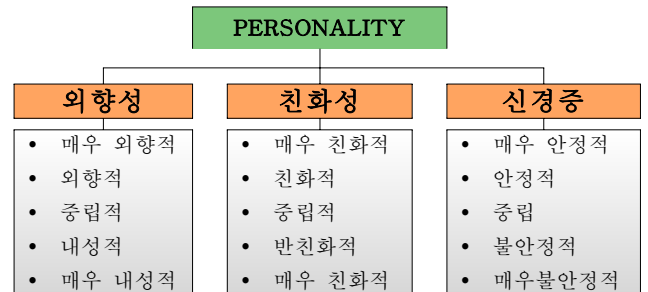 PERSONALITY
외향성
• 매우 외향적
• 외향적
• 중립적
• 내성적
• 매우 내성적
친화성
• 매우 친화적
• 친화적
• 중립적
• 반친화적
• 매우 친화적
신경증
• 매우 안정적
• 안정적
• 중립
• 불안정적
• 매우불안정적